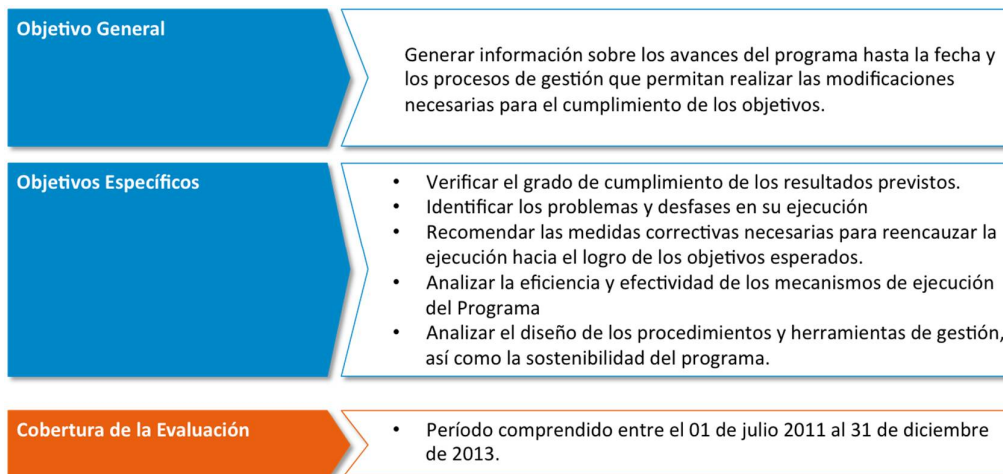 Objetivo General
Generar información sobre los avances del programa hasta la fecha y
los procesos de gestión que permitan realizar las modificaciones
necesarias para el cumplimiento de los objetivos.
Objetivos Específicos
• Verificar el grado de cumplimiento de los resultados previstos.
• Identificar los problemas y desfases en su ejecución
• Recomendar las medidas correctivas necesarias para reencauzar la
ejecución hacia el logro de los objetivos esperados.
• Analizar la eficiencia y efectividad de los mecanismos de ejecución
del Programa
• Analizar el diseño de los procedimientos y herramientas de gestión,
así como la sostenibilidad del programa.
Cobertura de la Evaluación
• Período comprendido entre el 01 de julio 2011 al 31 de diciembre
de 2013.